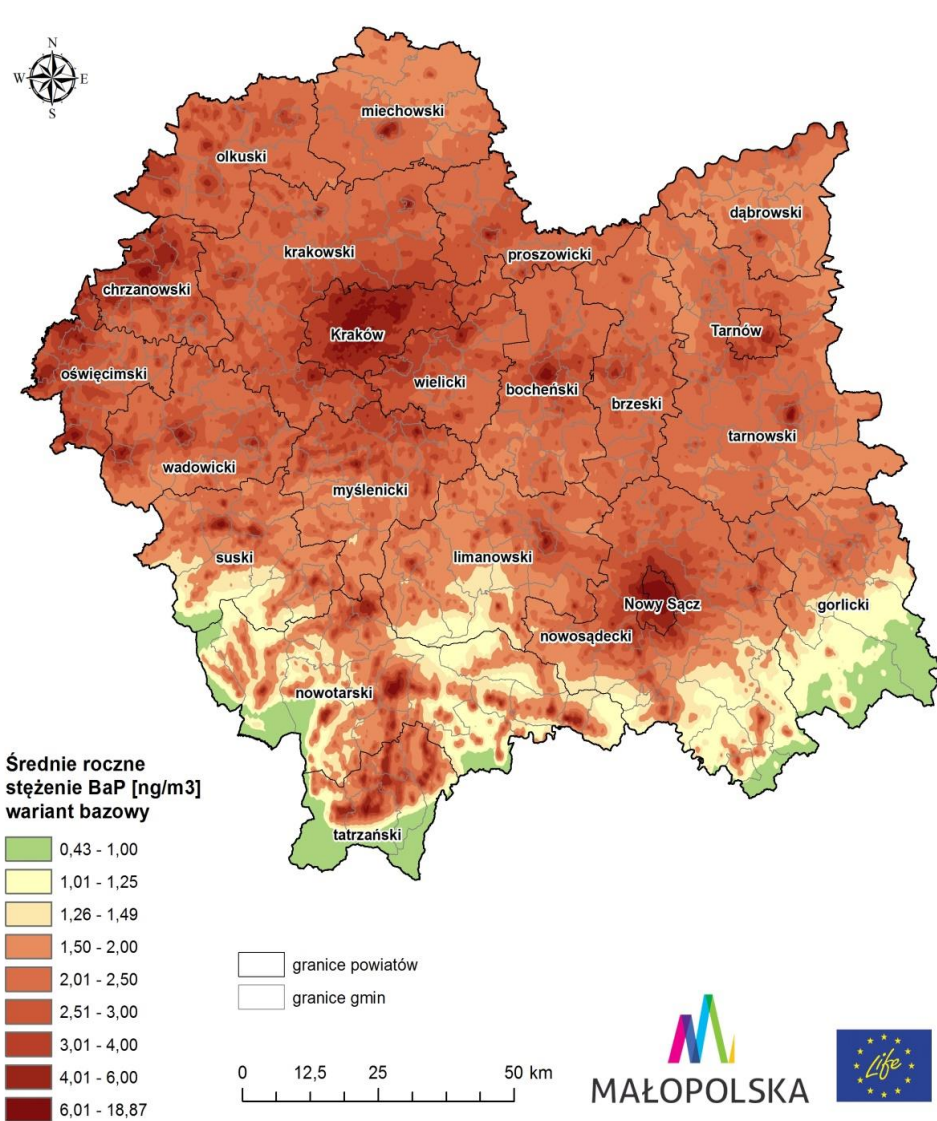 N
W E
S
miechowski
olkuski
dąbrowski
krakowski
proszowicki
chrzanowski
Kraków
Tarnów
oświęcimski
wielicki
bocheński
brzeski
tarnowski
wadowicki
myślenicki
suski
limanowski
Nowy Sącz
gorlicki
nowosądecki
nowotarski
tatrzański
Średnie roczne
stężenie BaP [ng/m3]
wariant bazowy
0,43 - 1,00
1,01 - 1,25
1,26 - 1,49
1,50 - 2,00
2,01 - 2,50
2,51 - 3,00
3,01 - 4,00
4,01 - 6,00
6,01 - 18,87
granice powiatów
granice gmin
0 12,5 25 50 km
MAŁOPOLSKA
Life